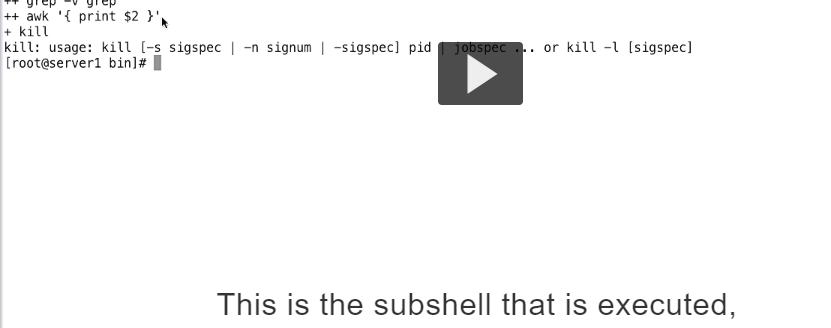 ++ grep -v grep
++ awk '{ print $2 }'
+ kill
kill: usage: kill [-s sigspec | -n signum | -sigspec] pid | jobspec ... or kill -l [sigspec]
[root@server1 bin]#
This is the subshell that is executed,